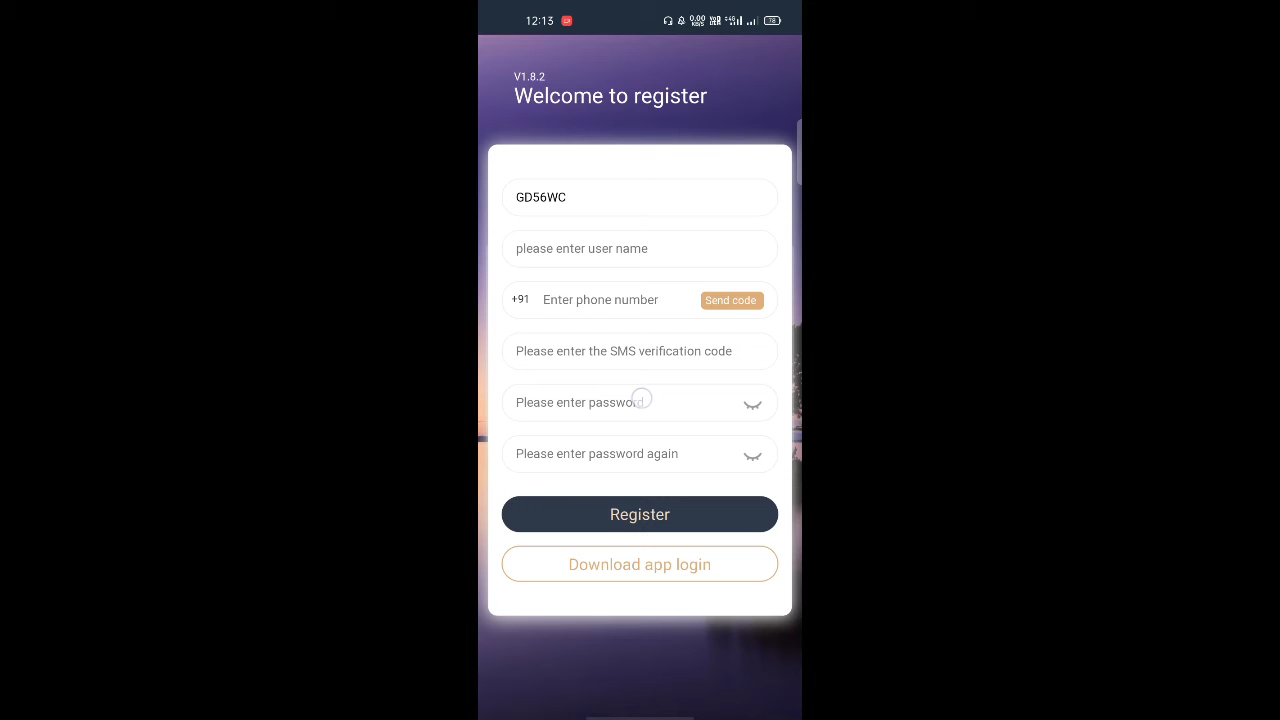 12:13
78
V1.8.2
Welcome to register
GD56WC
please enter user name
+91 Enter phone number Send code
Please enter the SMS verification code
Please enter password
Please enter password again
Register
Download app login